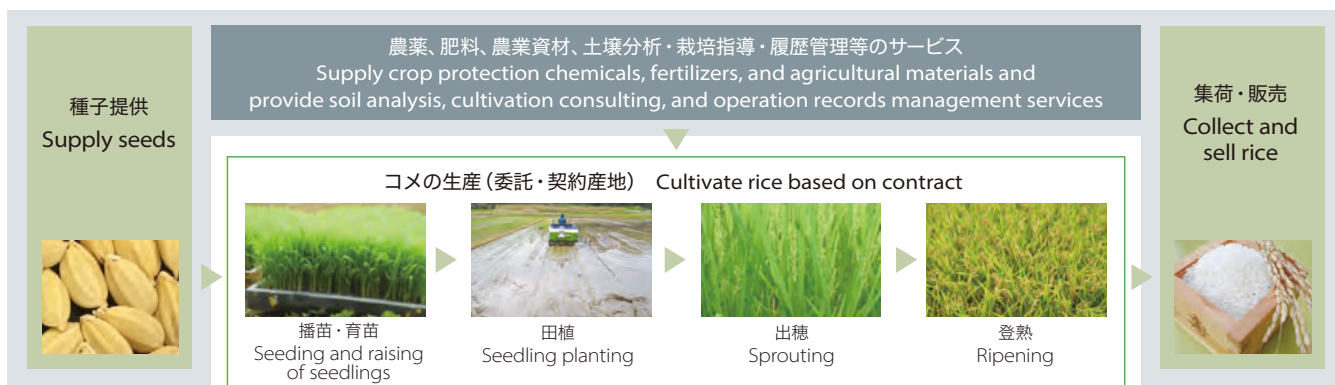 種子提供
Supply seeds
農薬、肥料、農業資材、土壌分析・栽培指導・履歴管理等のサービス
Supply crop protection chemicals, fertilizers, and agricultural materials and
provide soil analysis, cultivation consulting, and operation records management services
コメの生産(委託・契約産地) Cultivate rice based on contract
播苗・育苗
Seeding and raising
of seedlings
田植
Seedling planting
出穂
Sprouting
登熟
Ripening
集荷・販売
Collect and
sell rice